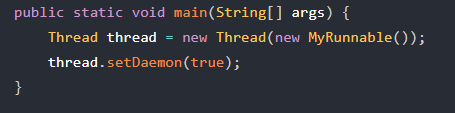 public static void main(String[] args) {
    Thread thread = new Thread(new MyRunnable());
    thread.setDaemon(true);
}